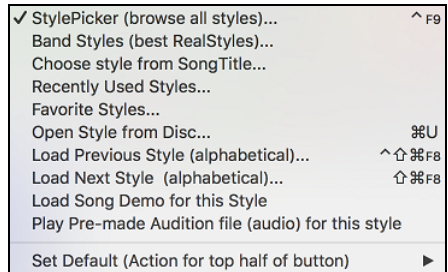 ✓ StylePicker (browse all styles)... ^ F9
Band Styles (best RealStyles)...
Choose style from SongTitle...
Recently Used Styles...
Favorite Styles...
Open Style from Disc... ⌘U
Load Previous Style (alphabetical)... ^⇧⌘F8
Load Next Style  (alphabetical)... ⇧⌘F8
Load Song Demo for this Style
Play Pre-made Audition file (audio) for this style
Set Default (Action for top half of button) ▶